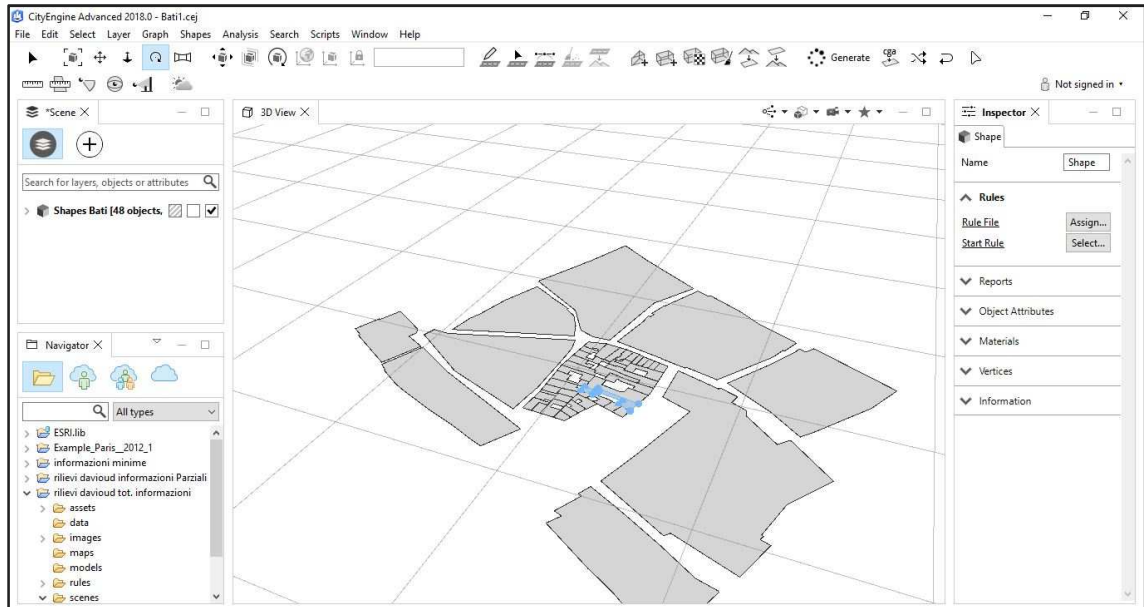 CityEngine Advanced 2018.0 - Bati1.cej
File Edit Select Layer Graph Shapes Analysis Search Scripts Window Help
Generate
cga
Not signed in
*Scene
Search for layers, objects or attributes
Shapes Bati [48 objects,
Navigator
All types
ESRI.lib
Example_Paris__2012_1
informazioni minime
rilievi davioud informazioni Parziali
rilievi davioud tot. informazioni
assets
data
images
maps
models
rules
scenes
3D View
Inspector
Shape
Name Shape
Rules
Rule File Assign...
Start Rule Select...
Reports
Object Attributes
Materials
Vertices
Information